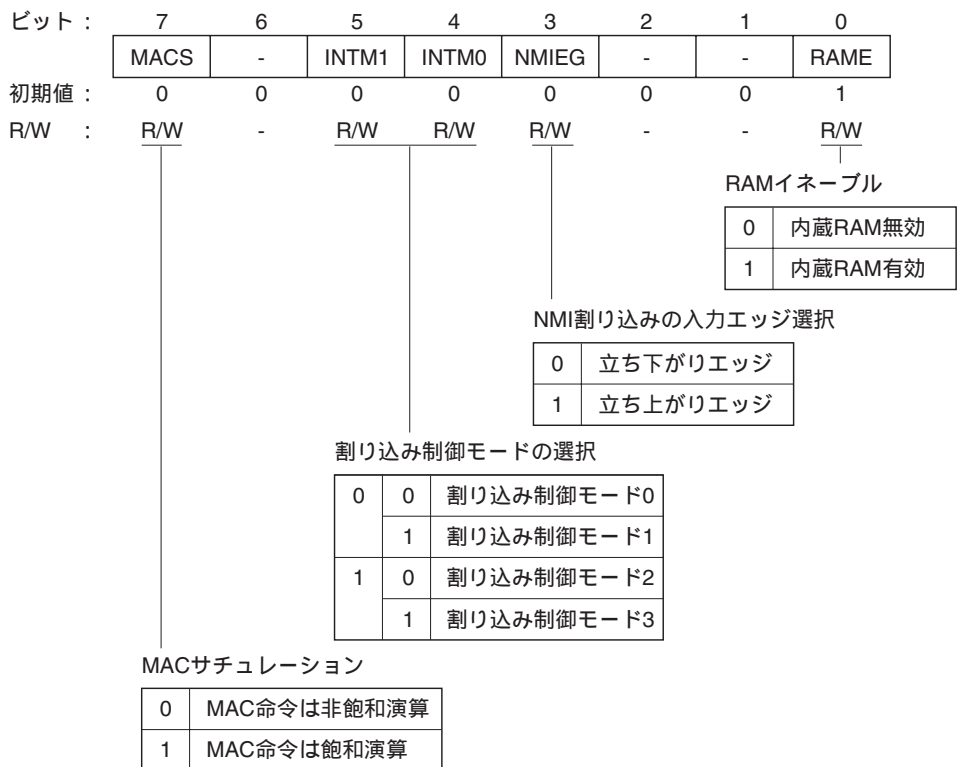 ビット : 7 6 5 4 3 2 1 0
MACS - INTM1 INTM0 NMIEG - - RAME
初期値 : 0 0 0 0 0 0 0 1
R/W : R/W - R/W R/W R/W - - R/W
RAMイネーブル
0 内蔵RAM無効
1 内蔵RAM有効
NMI割り込みの入力エッジ選択
0 立ち下がりエッジ
1 立ち上がりエッジ
割り込み制御モードの選択
0 0 割り込み制御モード0
1 割り込み制御モード1
1 0 割り込み制御モード2
1 割り込み制御モード3
MACサチュレーション
0 MAC命令は非飽和演算
1 MAC命令は飽和演算